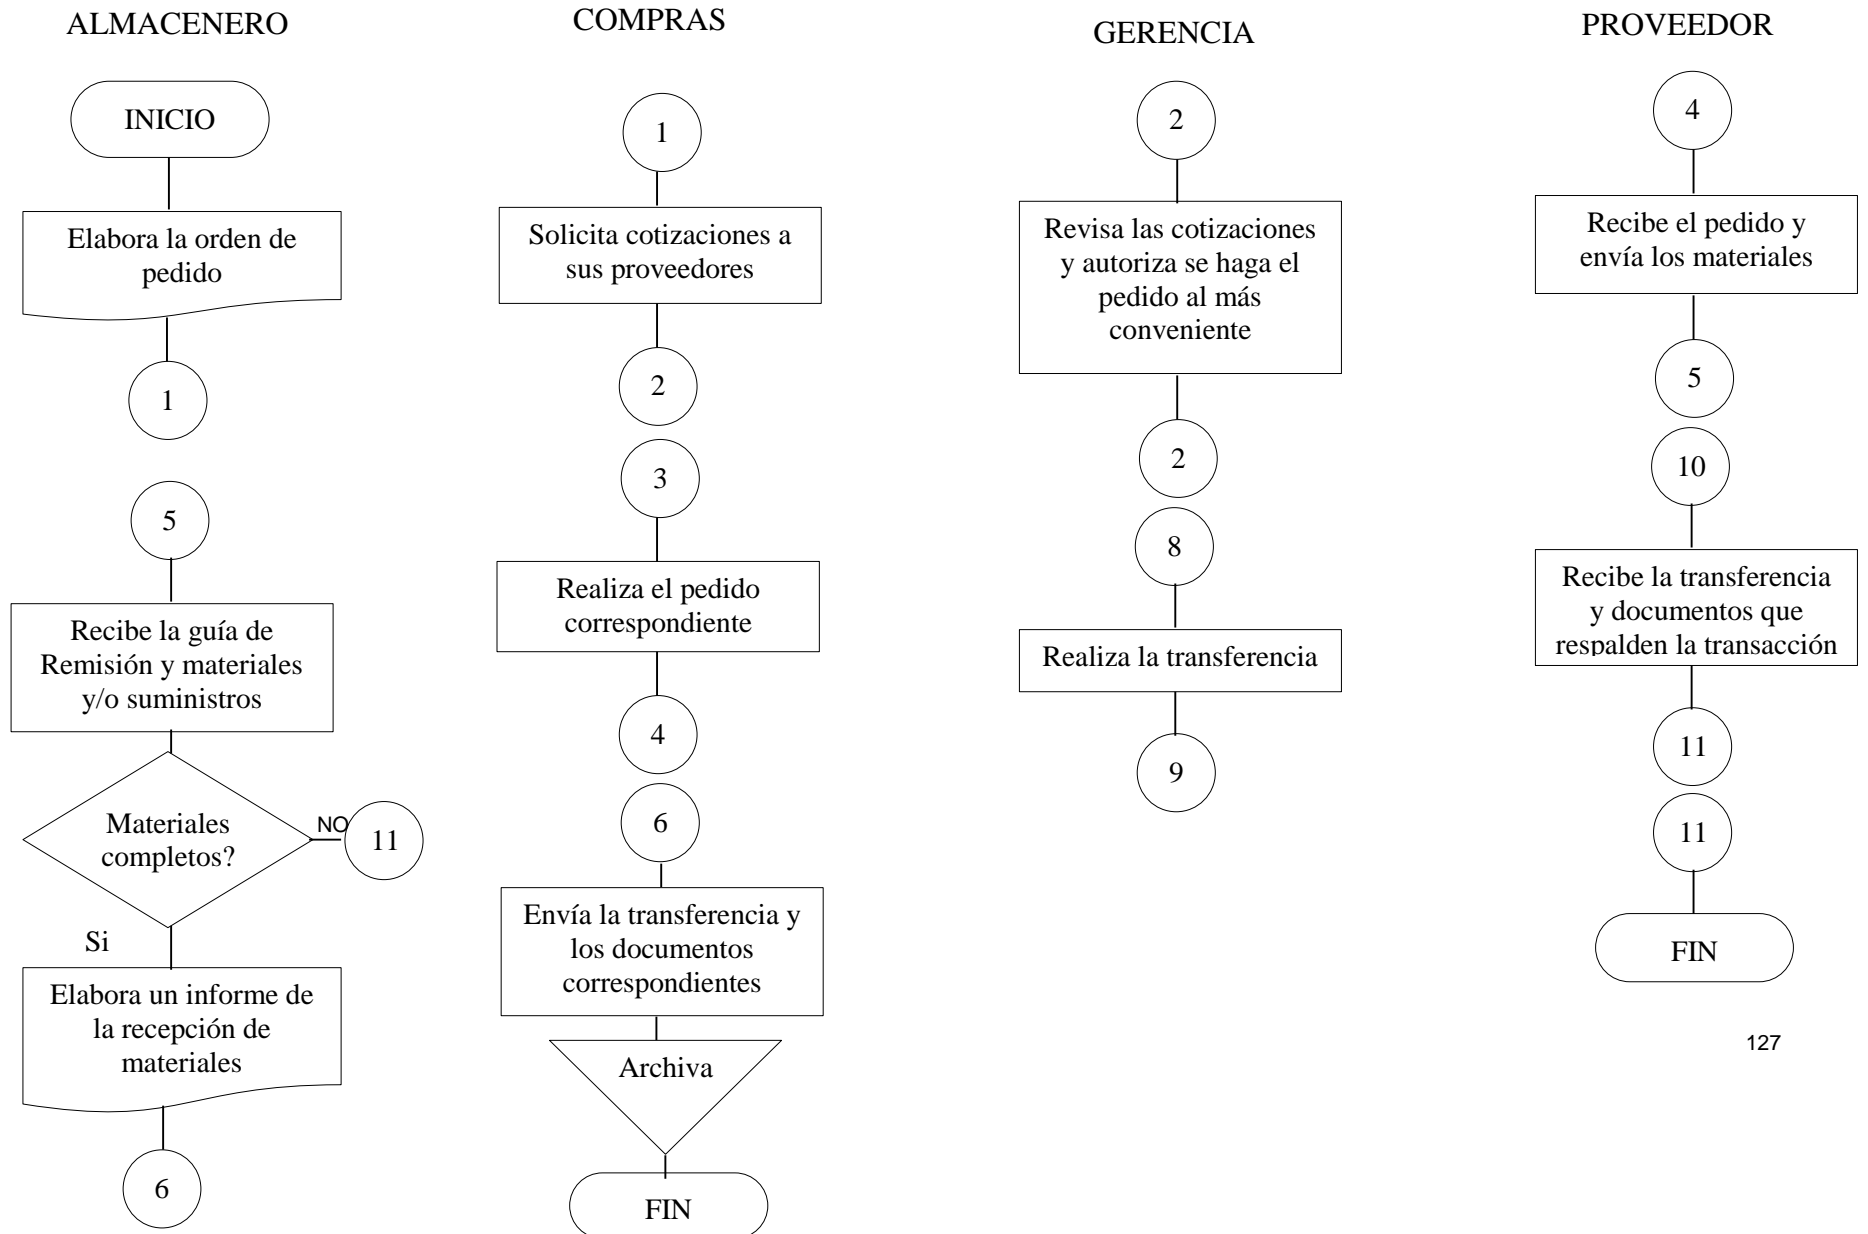 ALMACENERO
INICIO
Elabora la orden de
pedido
1
5
Recibe la guía de
Remisión y materiales
y/o suministros
Materiales
completos?
NO
11
Si
Elabora un informe de
la recepción de
materiales
6
COMPRAS
1
Solicita cotizaciones a
sus proveedores
2
3
Realiza el pedido
correspondiente
4
6
Envía la transferencia y
los documentos
correspondientes
Archiva
FIN
GERENCIA
2
Revisa las cotizaciones
y autoriza se haga el
pedido al más
conveniente
2
8
Realiza la transferencia
9
PROVEEDOR
4
Recibe el pedido y
envía los materiales
5
10
Recibe la transferencia
y documentos que
respalden la transacción
11
11
FIN
127